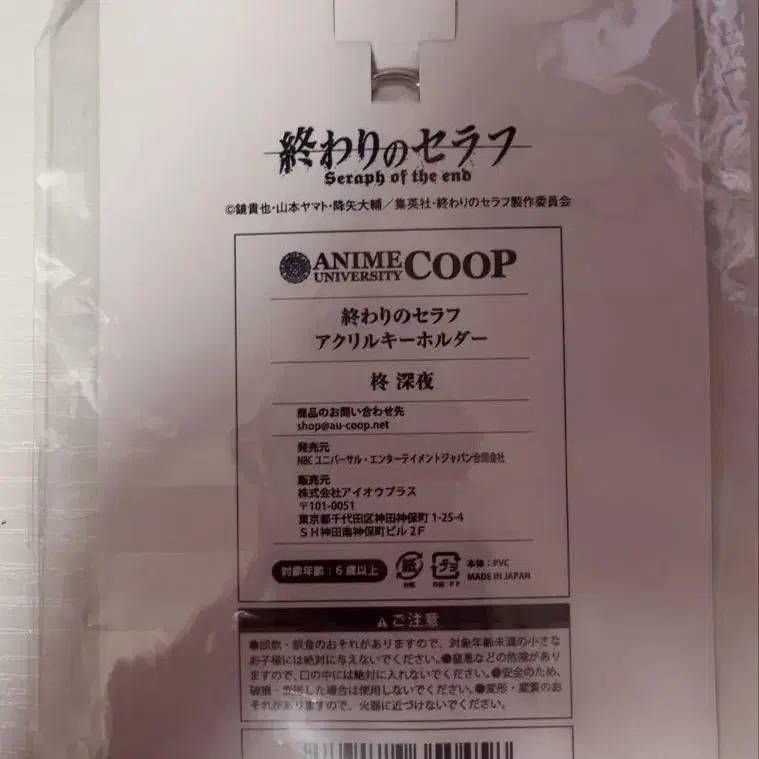 終わりのセラフ
Seraph of the end
©鏡貴也・山本ヤマト・降矢大輔／集英社・終わりのセラフ製作委員会
ANIME UNIVERSITY COOP
終わりのセラフ
アクリルキーホルダー
柊 深夜
商品のお問い合わせ先
shop@au-coop.net
発売元
NBC ユニバーサル・エンターテイメントジャパン合同会社
販売元
株式会社アイオウプラス
〒101-0051
東京都千代田区神田神保町 1-25-4
ＳＨ神田南神保町ビル 2Ｆ
対象年齢：6 歳以上
紙
台紙
プラ
外袋：P P
本体：PVC
MADE IN JAPAN
ご注意
●誤飲・誤食のおそれがありますので、対象年齢未満の小さな
お子様には絶対に与えないでください。●窒息などの危険があり
ますので、口の中には絶対に入れないでください。●安全のため、
破損・変形した場合は使用しないでください。●変形・変質のお
それがありますので、火器に近づけないでください。